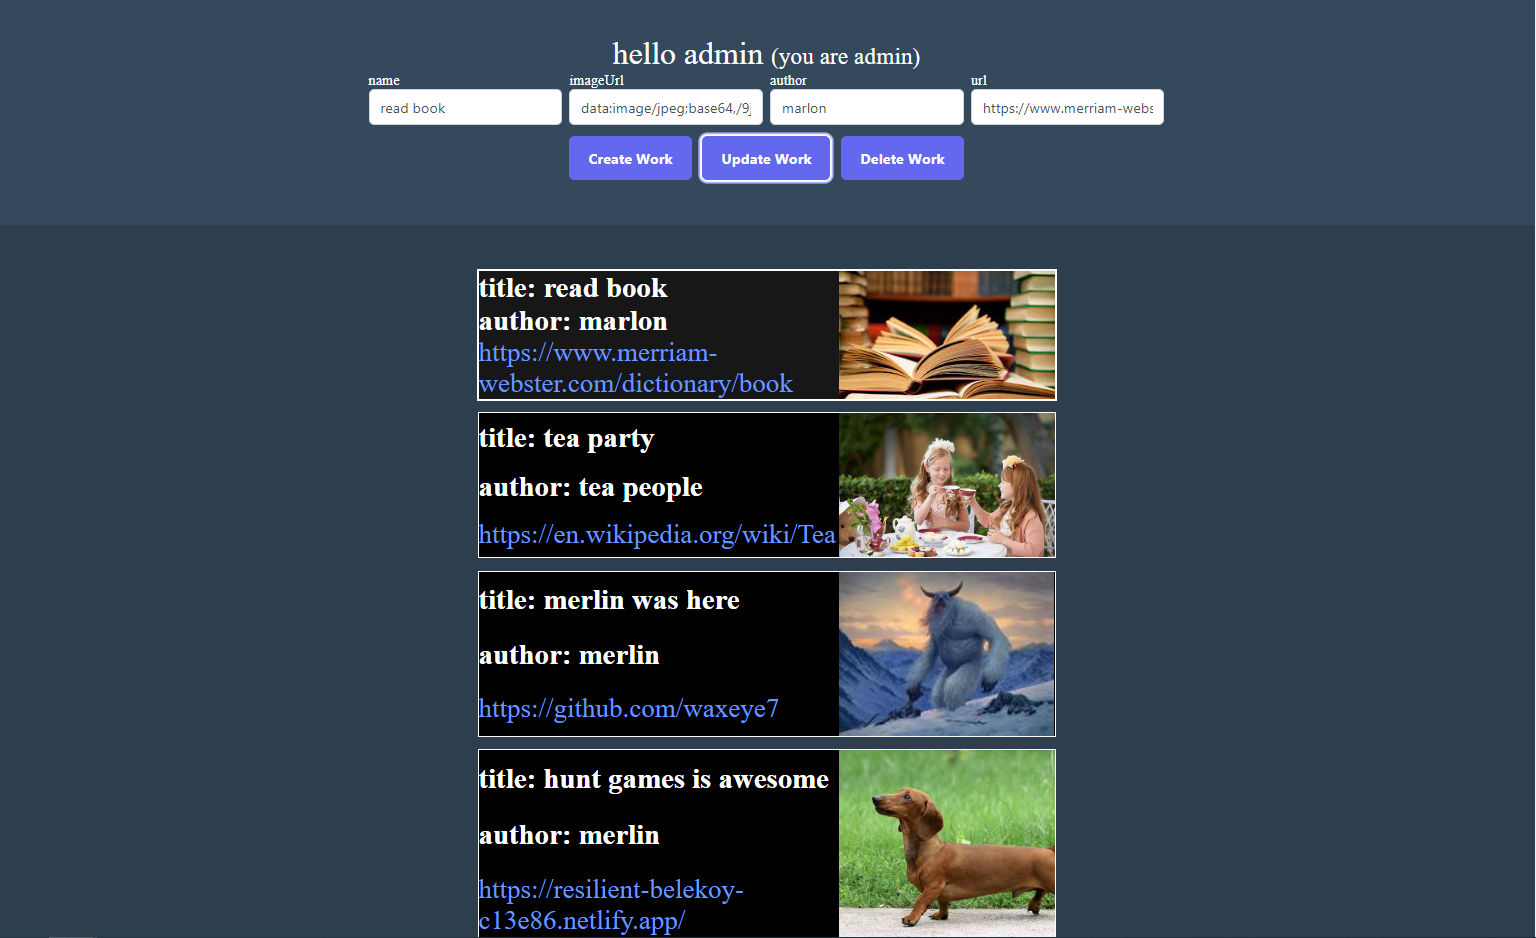 hello admin (you are admin)
name imageUrl author url
read book data:image/jpeg;base64,/9j marlon https://www.merriam-webs
Create Work Update Work Delete Work
title: read book
author: marlon
https://www.merriam-
webster.com/dictionary/book
title: tea party
author: tea people
https://en.wikipedia.org/wiki/Tea
title: merlin was here
author: merlin
https://github.com/waxeye7
title: hunt games is awesome
author: merlin
https://resilient-belekoy-
c13e86.netlify.app/